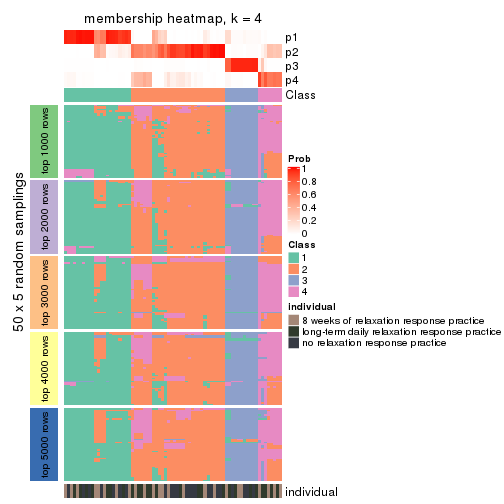 membership heatmap, k = 4
p1
p2
p3
p4
Class
50 x 5 random samplings
top 1000 rows
top 2000 rows
top 3000 rows
top 4000 rows
top 5000 rows
Prob
1
0.8
0.6
0.4
0.2
0
Class
1
2
3
4
individual
8 weeks of relaxation response practice
long-term daily relaxation response practice
no relaxation response practice
individual